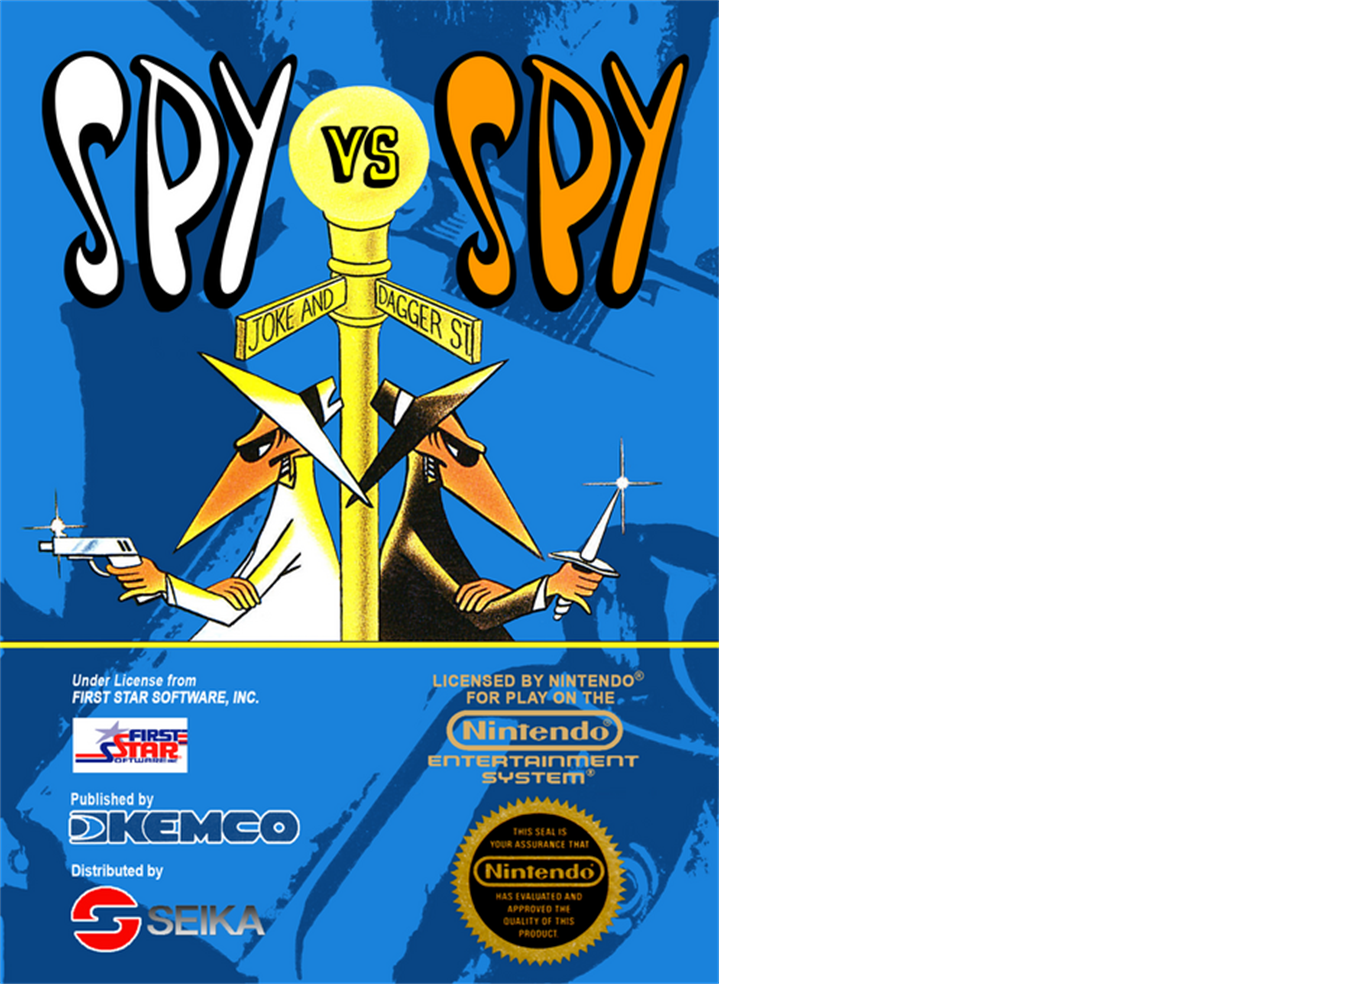 SPY VS SPY
JOKE AND DAGGER ST
Under License from
FIRST STAR SOFTWARE, INC.
FIRST
STAR
SOFTWARE INC
Published by
KEMCO
Distributed by
SEIKA
LICENSED BY NINTENDO®
FOR PLAY ON THE
Nintendo®
ENTERTAINMENT
SYSTEM®
THIS SEAL IS
YOUR ASSURANCE THAT
Nintendo®
HAS EVALUATED AND
APPROVED THE
QUALITY OF THIS
PRODUCT.